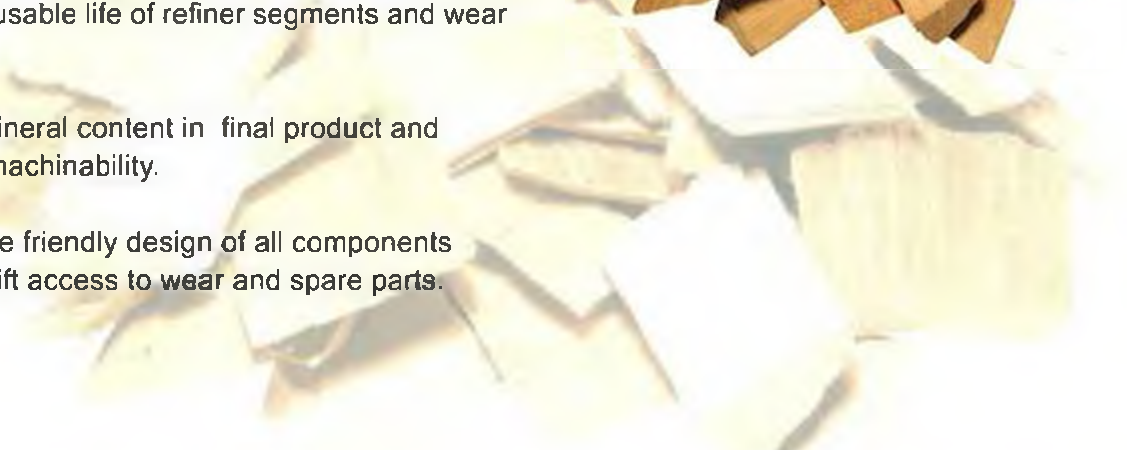 usable life of refiner segments and wear
ineral content in final product and
machinability.
e friendly design of all components
ift access to wear and spare parts.